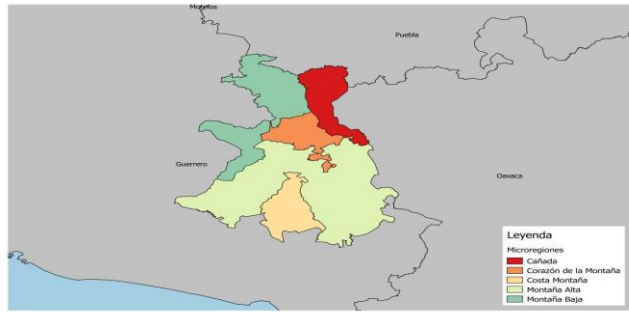 Morelos
Puebla
Guerrero
Oaxaca
Leyenda
Microregiones
Cañada
Corazón de la Montaña
Costa Montaña
Montaña Alta
Montaña Baja